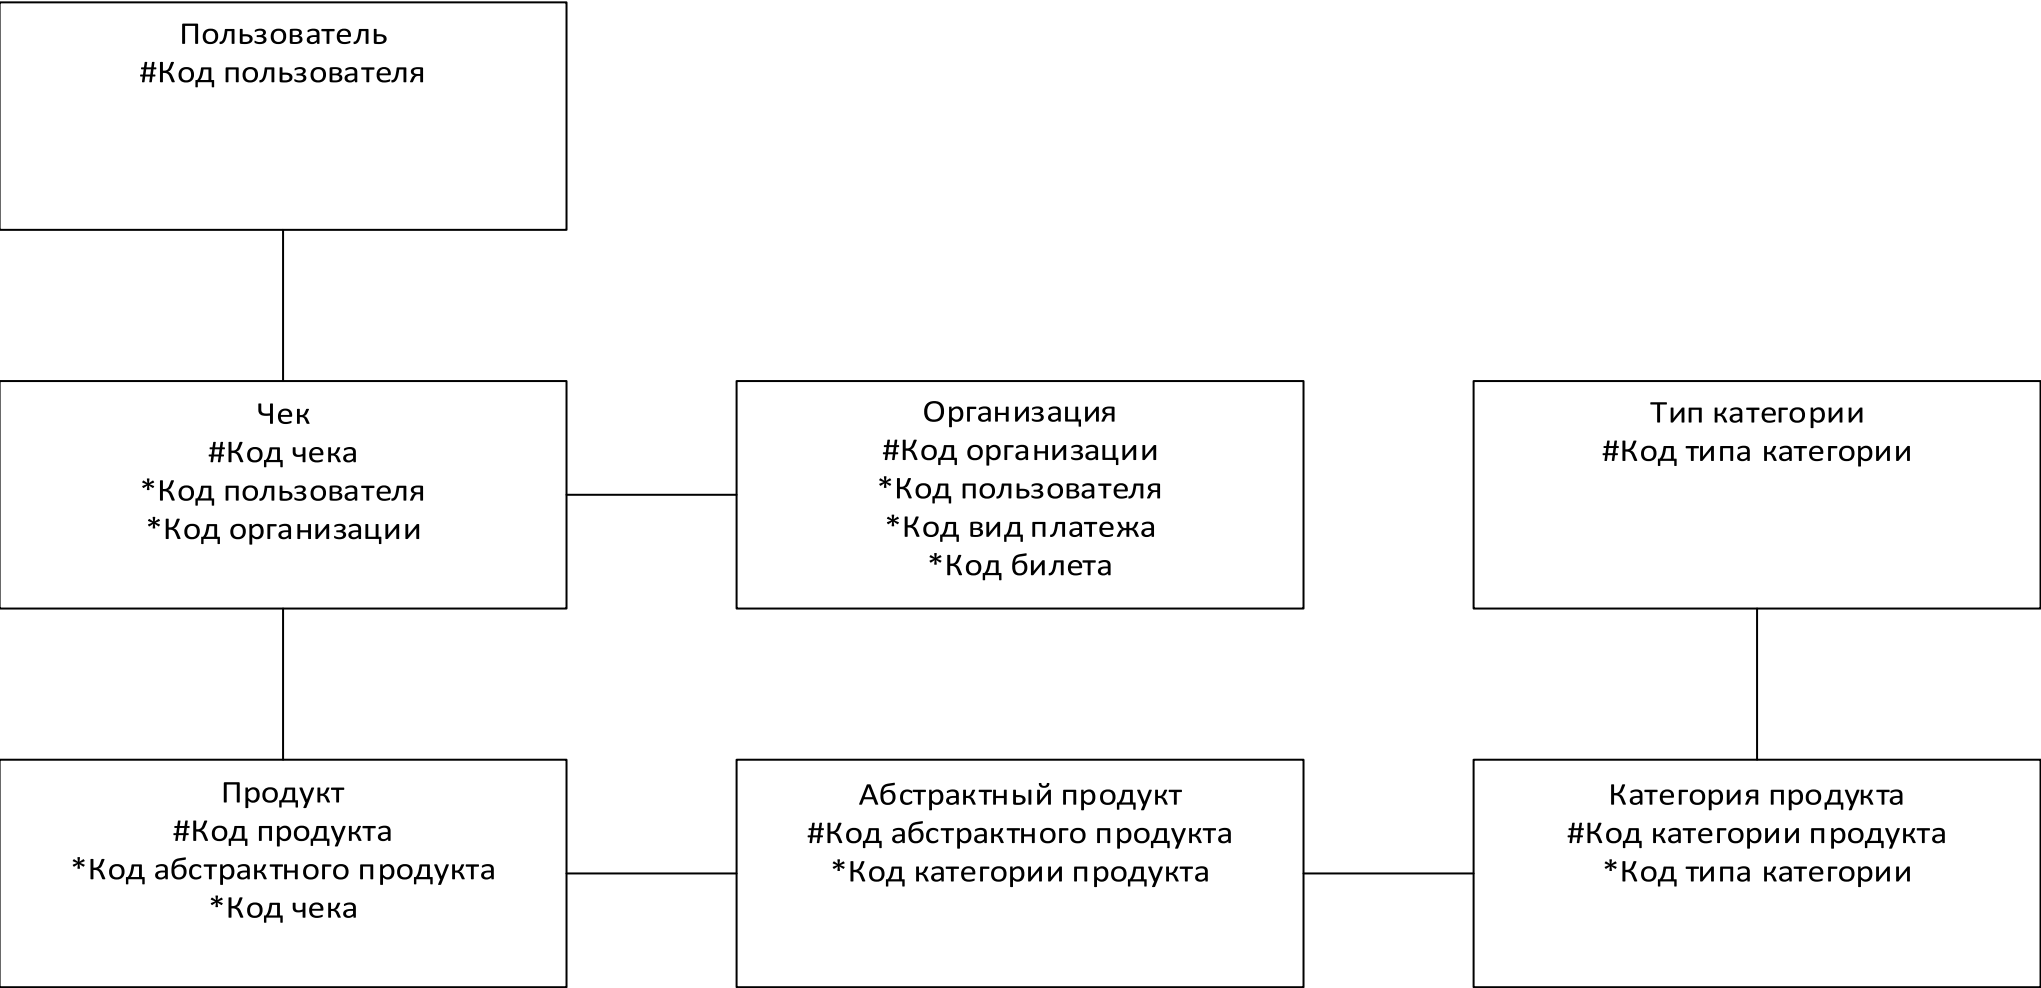 Пользователь
#Код пользователя
Чек
#Код чека
*Код пользователя
*Код организации
Организация
#Код организации
*Код пользователя
*Код вид платежа
*Код билета
Тип категории
#Код типа категории
Продукт
#Код продукта
*Код абстрактного продукта
*Код чека
Абстрактный продукт
#Код абстрактного продукта
*Код категории продукта
Категория продукта
#Код категории продукта
*Код типа категории